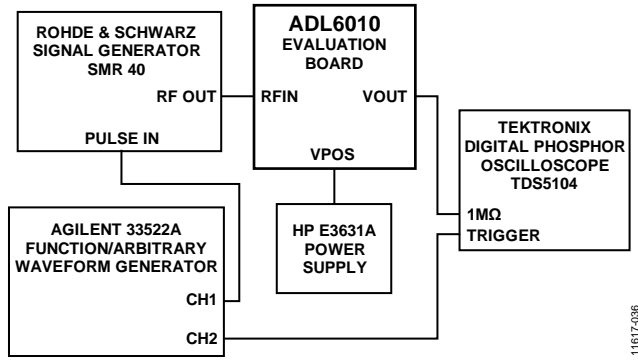 ROHDE & SCHWARZ
SIGNAL GENERATOR
SMR 40
RF OUT
PULSE IN
ADL6010
EVALUATION
BOARD
RFIN
VOUT
VPOS
TEKTRONIX
DIGITAL PHOSPHOR
OSCILLOSCOPE
TDS5104
1MΩ
TRIGGER
AGILENT 33522A
FUNCTION/ARBITRARY
WAVEFORM GENERATOR
CH1
CH2
HP E3631A
POWER
SUPPLY
11617-036